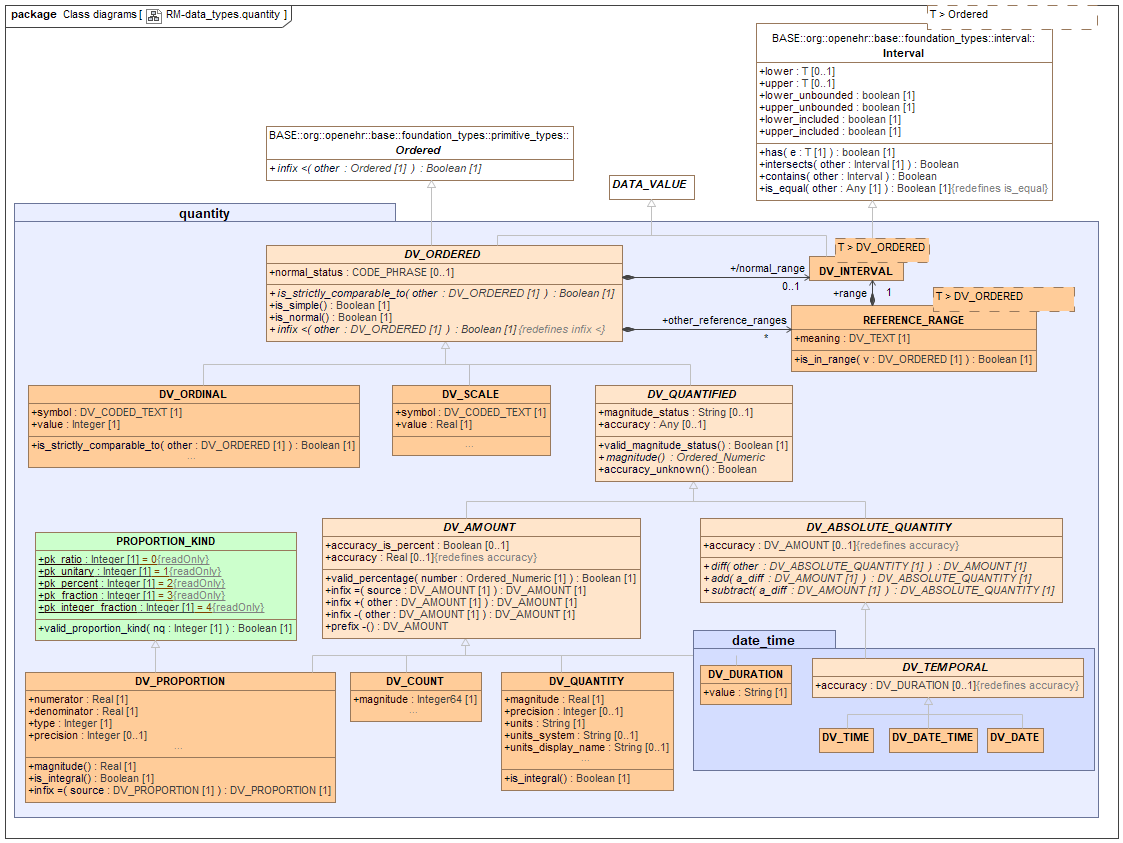 package Class diagrams [ RM-data_types.quantity ]
T > Ordered
BASE::org::openehr::base::foundation_types::interval::
Interval
+lower : T [0..1]
+upper : T [0..1]
+lower_unbounded : boolean [1]
+upper_unbounded : boolean [1]
+lower_included : boolean [1]
+upper_included : boolean [1]
+has( e : T [1] ) : boolean [1]
+intersects( other : Interval [1] ) : Boolean
+contains( other : Interval ) : Boolean
+is_equal( other : Any [1] ) : Boolean [1]{redefines is_equal}
BASE::org::openehr::base::foundation_types::primitive_types::
Ordered
+infix <( other : Ordered [1] ) : Boolean [1]
DATA_VALUE
quantity
DV_ORDERED
+normal_status : CODE_PHRASE [0..1]
+is_strictly_comparable_to( other : DV_ORDERED [1] ) : Boolean [1]
+is_simple() : Boolean [1]
+is_normal() : Boolean [1]
+infix <( other : DV_ORDERED [1] ) : Boolean [1]{redefines infix <}
+/normal_range
0..1
T > DV_ORDERED
DV_INTERVAL
+range
1
+other_reference_ranges
*
T > DV_ORDERED
REFERENCE_RANGE
+meaning : DV_TEXT [1]
+is_in_range( v : DV_ORDERED [1] ) : Boolean [1]
DV_ORDINAL
+symbol : DV_CODED_TEXT [1]
+value : Integer [1]
+is_strictly_comparable_to( other : DV_ORDERED [1] ) : Boolean [1]
...
DV_SCALE
+symbol : DV_CODED_TEXT [1]
+value : Real [1]
...
DV_QUANTIFIED
+magnitude_status : String [0..1]
+accuracy : Any [0..1]
+valid_magnitude_status() : Boolean [1]
+magnitude() : Ordered_Numeric
+accuracy_unknown() : Boolean
PROPORTION_KIND
+pk_ratio : Integer [1] = 0{readOnly}
+pk_unitary : Integer [1] = 1{readOnly}
+pk_percent : Integer [1] = 2{readOnly}
+pk_fraction : Integer [1] = 3{readOnly}
+pk_integer_fraction : Integer [1] = 4{readOnly}
+valid_proportion_kind( nq : Integer [1] ) : Boolean [1]
DV_AMOUNT
+accuracy_is_percent : Boolean [0..1]
+accuracy : Real [0..1]{redefines accuracy}
+valid_percentage( number : Ordered_Numeric [1] ) : Boolean [1]
+infix =( source : DV_AMOUNT [1] ) : DV_AMOUNT [1]
+infix +( other : DV_AMOUNT [1] ) : DV_AMOUNT [1]
+infix -( other : DV_AMOUNT [1] ) : DV_AMOUNT [1]
+prefix -() : DV_AMOUNT
DV_ABSOLUTE_QUANTITY
+accuracy : DV_AMOUNT [0..1]{redefines accuracy}
+diff( other : DV_ABSOLUTE_QUANTITY [1] ) : DV_AMOUNT [1]
+add( a_diff : DV_AMOUNT [1] ) : DV_ABSOLUTE_QUANTITY [1]
+subtract( a_diff : DV_AMOUNT [1] ) : DV_ABSOLUTE_QUANTITY [1]
date_time
DV_PROPORTION
+numerator : Real [1]
+denominator : Real [1]
+type : Integer [1]
+precision : Integer [0..1]
...
+magnitude() : Real [1]
+is_integral() : Boolean [1]
+infix =( source : DV_PROPORTION [1] ) : DV_PROPORTION [1]
DV_COUNT
+magnitude : Integer64 [1]
...
DV_QUANTITY
+magnitude : Real [1]
+precision : Integer [0..1]
+units : String [1]
+units_system : String [0..1]
+units_display_name : String [0..1]
...
+is_integral() : Boolean [1]
DV_DURATION
+value : String [1]
DV_TEMPORAL
+accuracy : DV_DURATION [0..1]{redefines accuracy}
DV_TIME
DV_DATE_TIME
DV_DATE